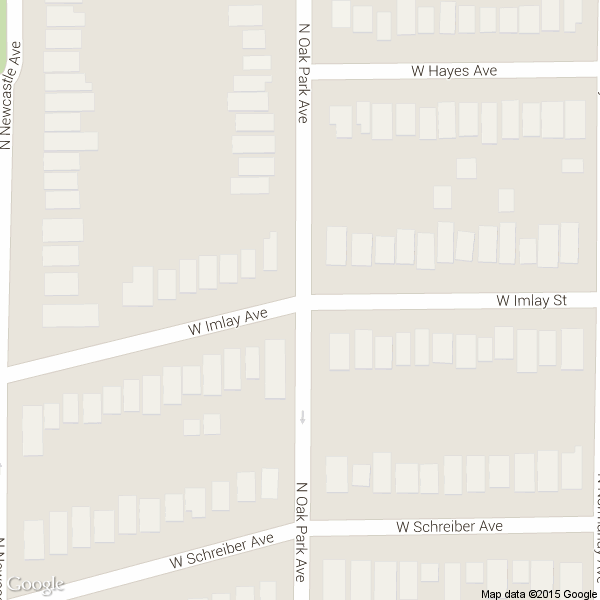 N Newcastle Ave
N Oak Park Ave
W Hayes Ave
W Imlay St
W Imlay Ave
N Oak Park Ave
W Schreiber Ave
W Schreiber Ave
Google
Map data ©2015 Google